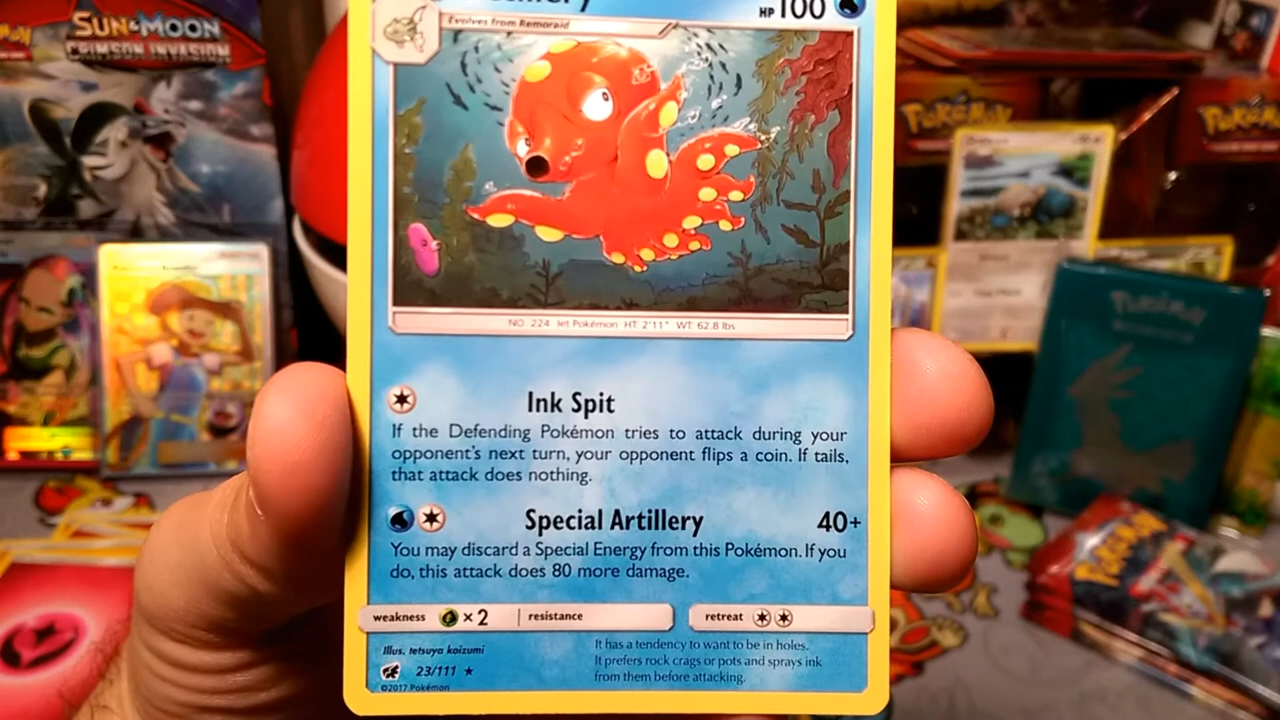 SUN & MOON
CRIMSON INVASION
HP 100
Evolves from Remoraid
NO. 224 Jet Pokémon HT: 2'11" WT: 62.8 lbs
Ink Spit
If the Defending Pokémon tries to attack during your
opponent's next turn, your opponent flips a coin. If tails,
that attack does nothing.
Special Artillery 40+
You may discard a Special Energy from this Pokémon. If you
do, this attack does 80 more damage.
weakness ×2 resistance retreat
Illus. tetsuya koizumi
23/111 ★
©2017 Pokémon
It has a tendency to want to be in holes.
It prefers rock crags or pots and sprays ink
from them before attacking.
Pokémon
Pokémon
Pokémon
Pokémon